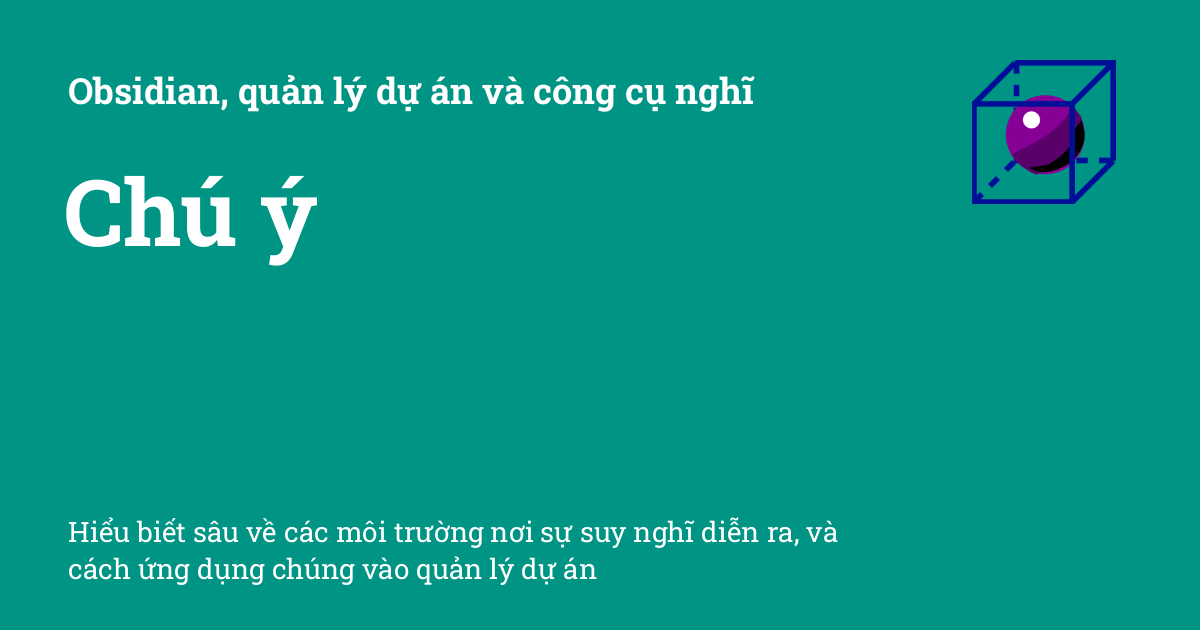 Obsidian, quản lý dự án và công cụ nghĩ
Chú ý
Hiểu biết sâu về các môi trường nơi sự suy nghĩ diễn ra, và
cách ứng dụng chúng vào quản lý dự án